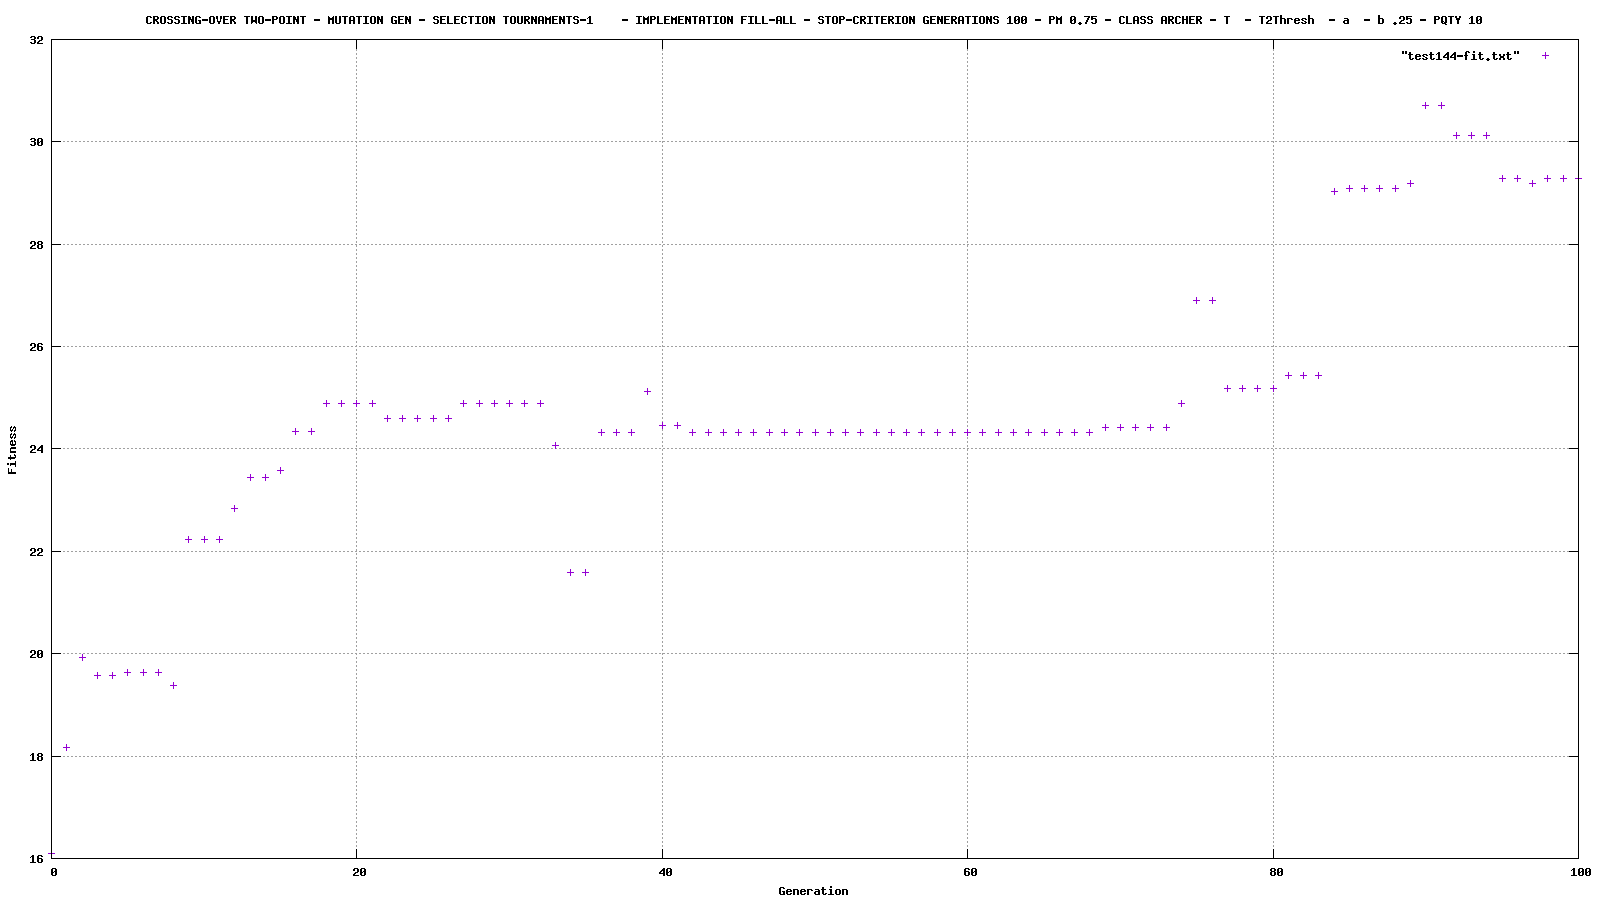 CROSSING-OVER TWO-POINT - MUTATION GEN - SELECTION TOURNAMENTS-1    - IMPLEMENTATION FILL-ALL - STOP-CRITERION GENERATIONS 100 - PM 0.75 - CLASS ARCHER - T  - T2Thresh  - a  - b .25 - PQTY 10
"test144-fit.txt"
32
30
28
26
24
22
20
18
16
Fitness
0 20 40 60 80 100
Generation